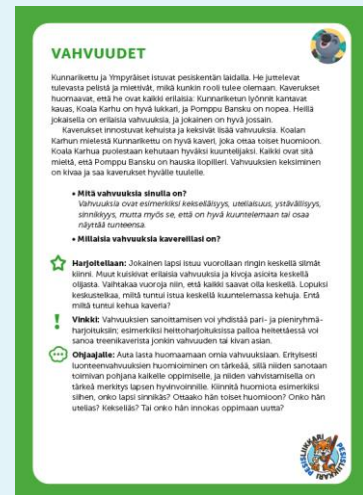 VAHVUUDET
Kunnarikettu ja Ympyräiset istuvat pesiskentän laidalla. He juttelevat
tulevasta pelistä ja miettivät, mikä kunkin rooli tulee olemaan. Kaverukset
huomaavat, että he ovat kaikki erilaisia: Kunnariketun lyönnit kantavat
kauas, Koala Karhu on hyvä lukkari, ja Pomppu Bansku on nopea. Heillä
jokaisella on erilaisia vahvuuksia, ja jokainen on hyvä jossain.
Kaverukset innostuvat kehuista ja keksivät lisää vahvuuksia. Koalan
Karhun mielestä Kunnarikettu on hyvä kaveri, joka ottaa toiset huomioon.
Koala Karhua puolestaan kehutaan hyväksi kuuntelijaksi. Kaikki ovat sitä
mieltä, että Pomppu Bansku on hauska ilopilleri. Vahvuuksien keksiminen
on kivaa ja saa kaverukset hyvälle tuulelle.
• Mitä vahvuuksia sinulla on?
Vahvuuksia ovat esimerkiksi kekseliäisyys, uteliaisuus, ystävällisyys,
sinnikkyys, mutta myös se, että on hyvä kuuntelemaan tai osaa
näyttää tunteensa.
• Millaisia vahvuuksia kavereillasi on?
Harjoitellaan: Jokainen lapsi istuu vuorollaan ringin keskellä silmät
kiinni. Muut kuiskivat erilaisia vahvuuksia ja kivoja asioita keskellä
olijasta. Vaihtakaa vuoroja niin, että kaikki saavat olla keskellä. Lopuksi
keskustelkaa, miltä tuntui istua keskellä kuuntelemassa kehuja. Entä
miltä tuntui kehua kaveria?
Vinkki: Vahvuuksien sanoittamisen voi yhdistää pari- ja pienryhmä-
harjoituksiin; esimerkiksi heittoharjoituksissa palloa heitettäessä voi
sanoa treenikaverista jonkin vahvuuden tai kivan asian.
Ohjaajalle: Auta lasta huomaamaan omia vahvuuksiaan. Erityisesti
luonteenvahvuuksien huomioiminen on tärkeää, sillä niiden sanotaan
toimivan pohjana kaikelle oppimiselle, ja niiden vahvistamisella on
tärkeä merkitys lapsen hyvinvoinnille. Kiinnitä huomiota esimerkiksi
siihen, onko lapsi sinnikäs? Ottaako hän toiset huomioon? Onko hän
utelias? Kekseliäs? Tai onko hän innokas oppimaan uutta?
PESISLIIKKARI
PESISLIIKKARI